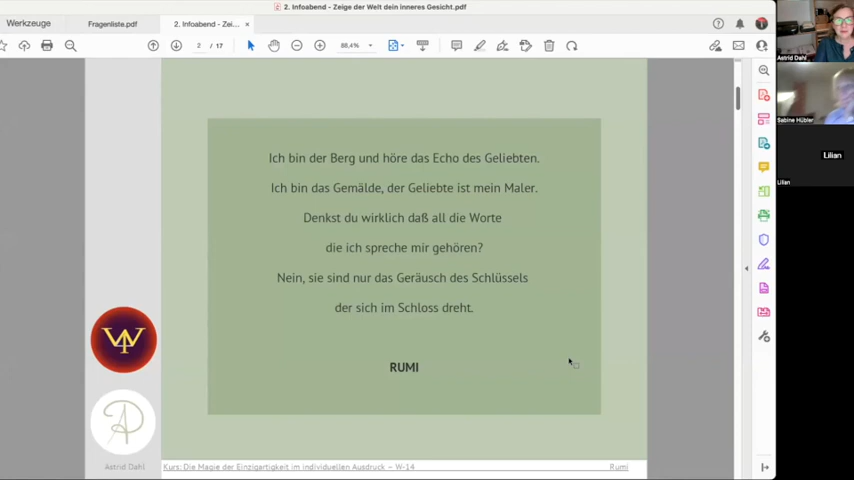 2. Infoabend - Zeige der Welt dein inneres Gesicht.pdf
Werkzeuge
Fragenliste.pdf
2. Infoabend - Zei... ×
2 / 17
88,4%
Astrid Dahl
Sabine Hübler
Lilian
Lilian
Ich bin der Berg und höre das Echo des Geliebten.
Ich bin das Gemälde, der Geliebte ist mein Maler.
Denkst du wirklich daß all die Worte
die ich spreche mir gehören?
Nein, sie sind nur das Geräusch des Schlüssels
der sich im Schloss dreht.
RUMI
Astrid Dahl
Kurs: Die Magie der Einzigartigkeit im individuellen Ausdruck – W-14
Rumi